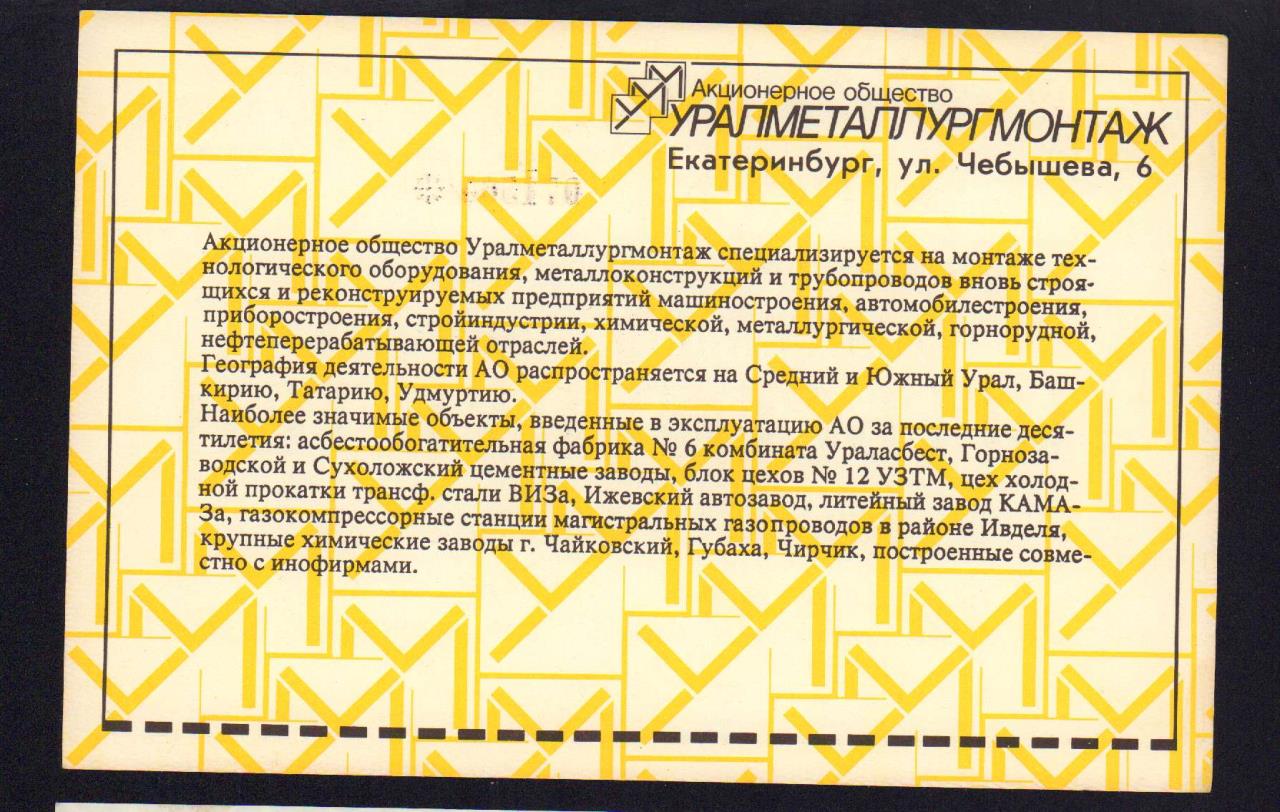 Акционерное общество
УРАЛМЕТАЛЛУРГМОНТАЖ
Екатеринбург, ул. Чебышева, 6
Акционерное общество Уралметаллургмонтаж специализируется на монтаже тех-
нологического оборудования, металлоконструкций и трубопроводов вновь строя-
щихся и реконструируемых предприятий машиностроения, автомобилестроения,
приборостроения, стройиндустрии, химической, металлургической, горнорудной,
нефтеперерабатывающей отраслей.
География деятельности АО распространяется на Средний и Южный Урал, Баш-
кирию, Татарию, Удмуртию.
Наиболее значимые объекты, введенные в эксплуатацию АО за последние деся-
тилетия: асбестообогатительная фабрика № 6 комбината Ураласбест, Горноза-
водской и Сухоложский цементные заводы, блок цехов № 12 УЗТМ, цех холод-
ной прокатки трансф. стали ВИЗа, Ижевский автозавод, литейный завод КАМА-
За, газокомпрессорные станции магистральных газопроводов в районе Ивделя,
крупные химические заводы г. Чайковский, Губаха, Чирчик, построенные совме-
стно с инофирмами.